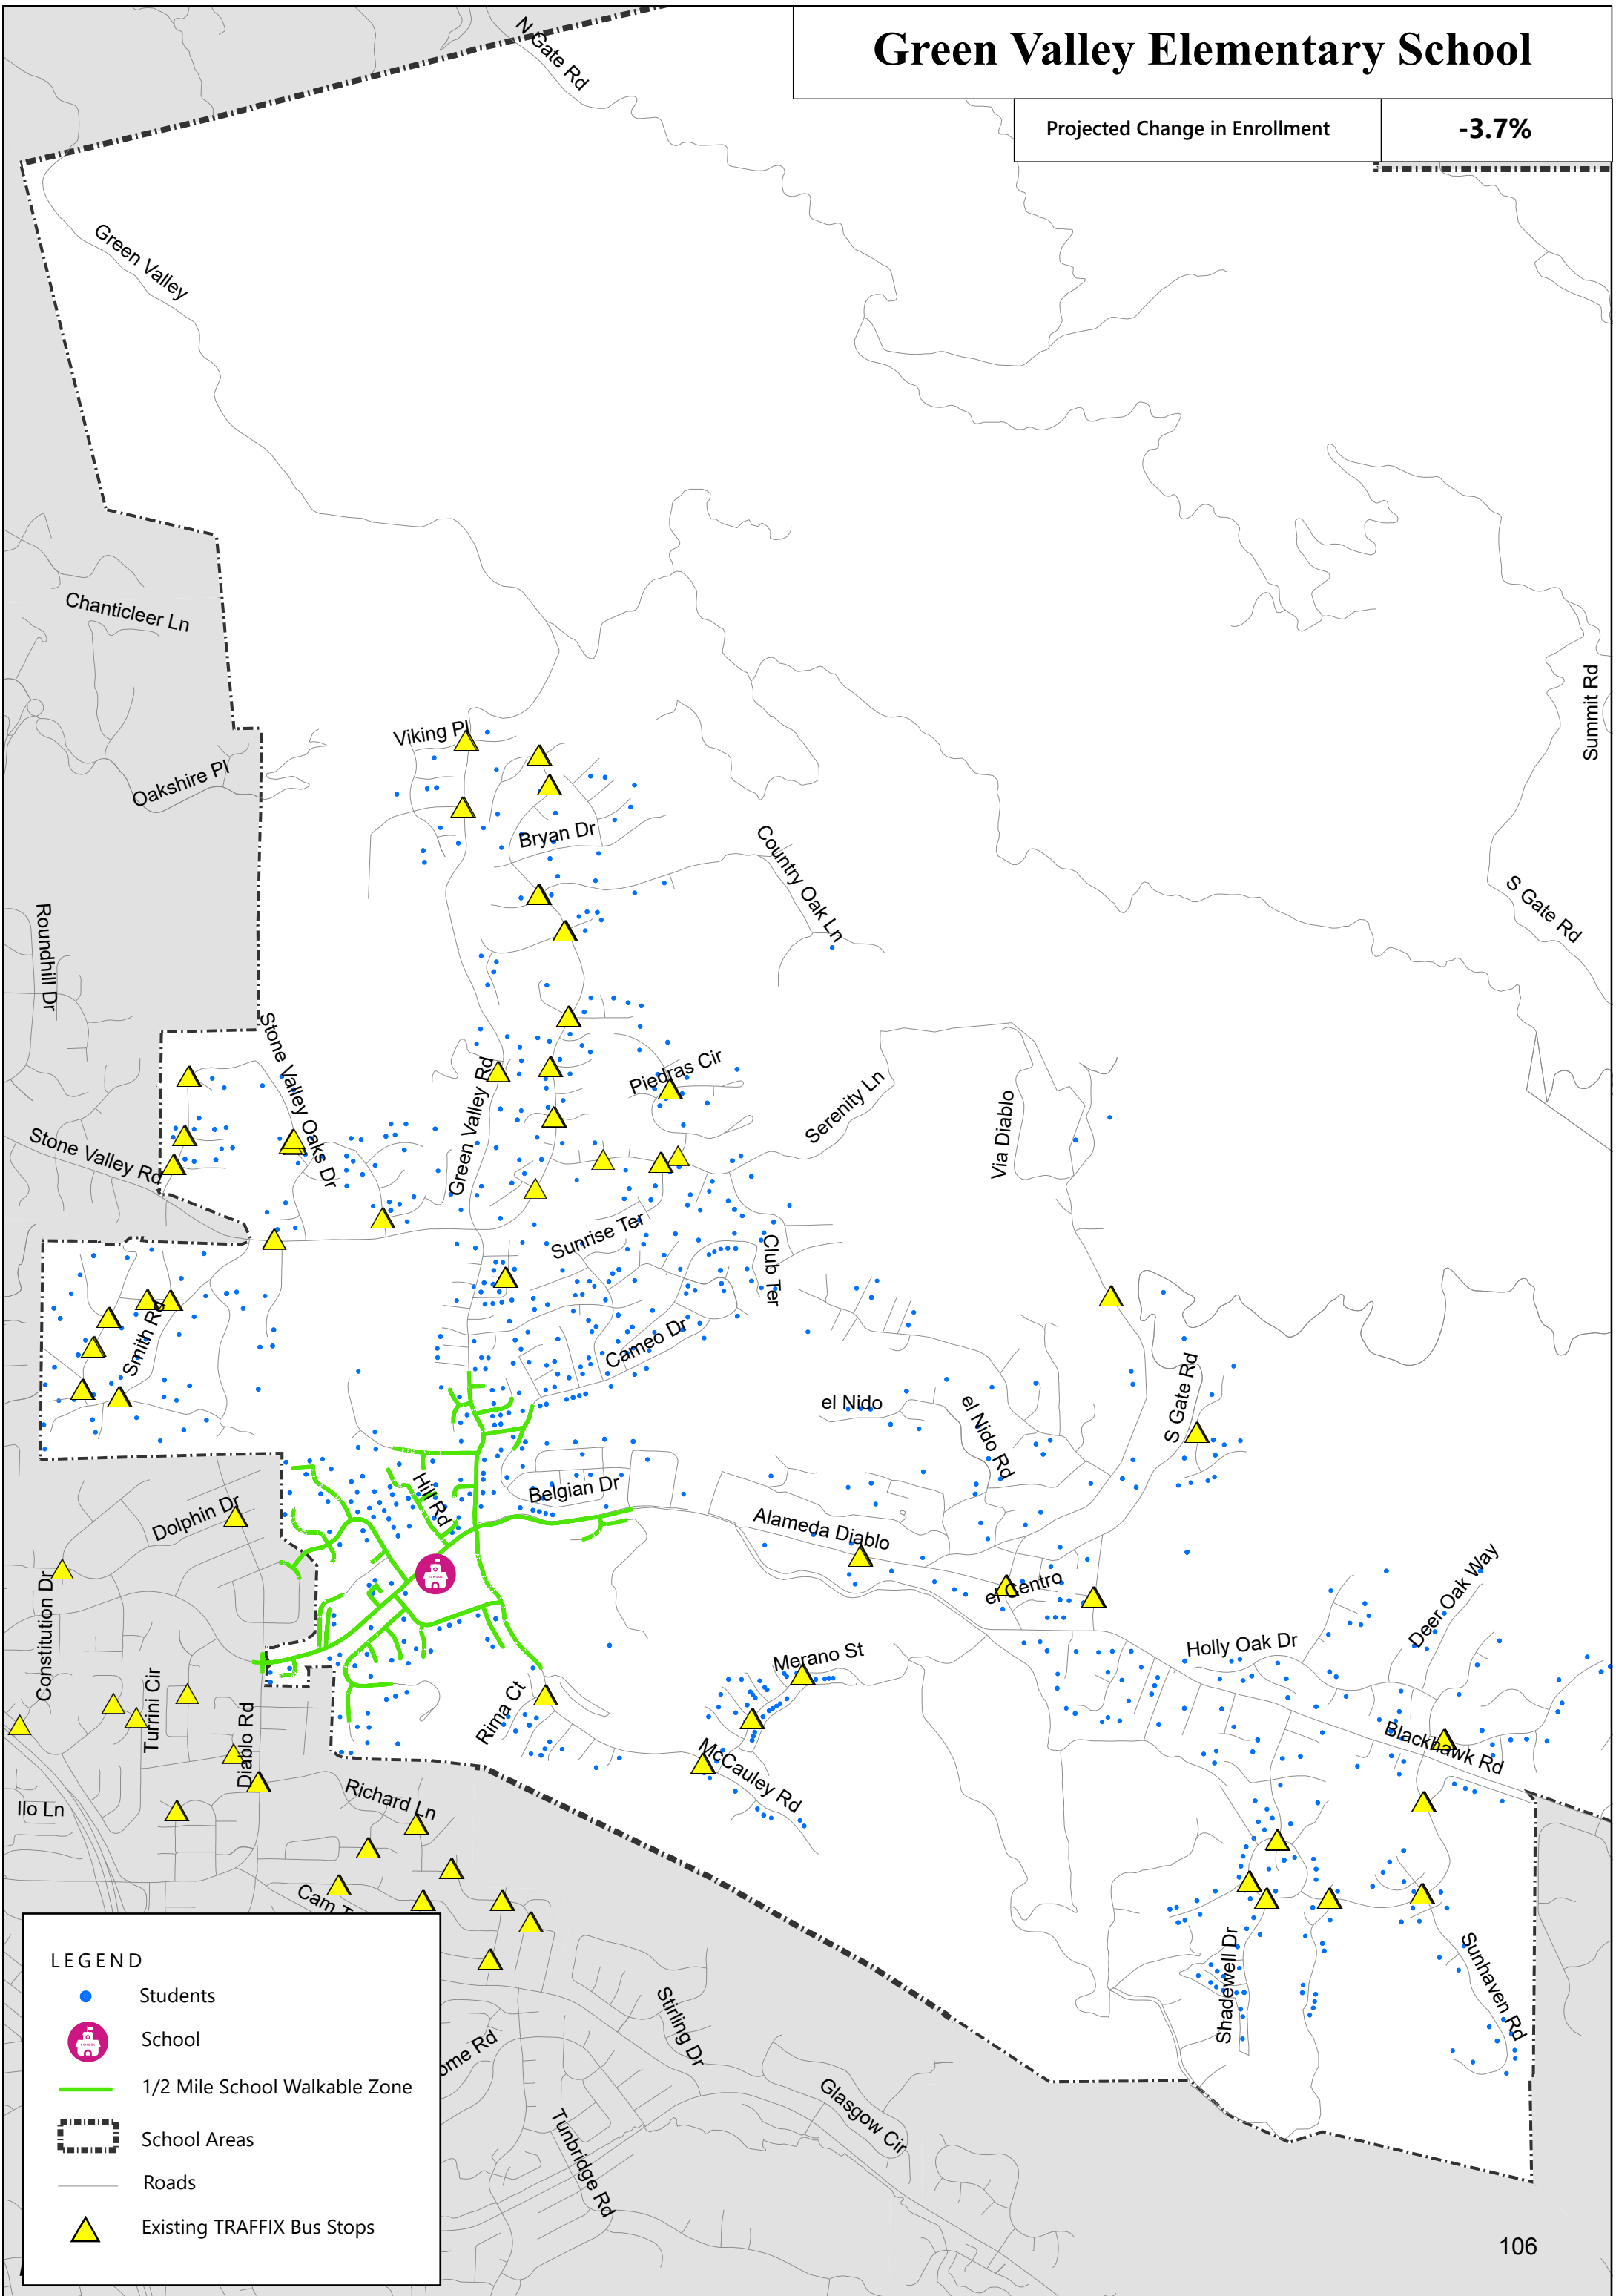 Green Valley Elementary School
Projected Change in Enrollment
-3.7%
N Gate Rd
Green Valley
Chanticleer Ln
Oakshire Pl
Summit Rd
Viking Pl
Bryan Dr
Country Oak Ln
S Gate Rd
Roundhill Dr
Stone Valley Oaks Dr
Green Valley Rd
Piedras Cir
Serenity Ln
Via Diablo
Stone Valley Rd
Sunrise Ter
Club Ter
Smith Rd
Cameo Dr
el Nido
el Nido Rd
S Gate Rd
Hill Rd
Belgian Dr
Dolphin Dr
Alameda Diablo
el Centro
Constitution Dr
Deer Oak Way
Holly Oak Dr
Merano St
Turrini Cir
Rima Ct
Diablo Rd
McCauley Rd
Blackhawk Rd
Ilo Ln
Richard Ln
Shadewell Dr
Sunhaven Rd
Stirling Dr
ome Rd
Glasgow Cir
Tunbridge Rd
LEGEND
Students
SCHOOL
School
1/2 Mile School Walkable Zone
School Areas
Roads
Existing TRAFFIX Bus Stops
106